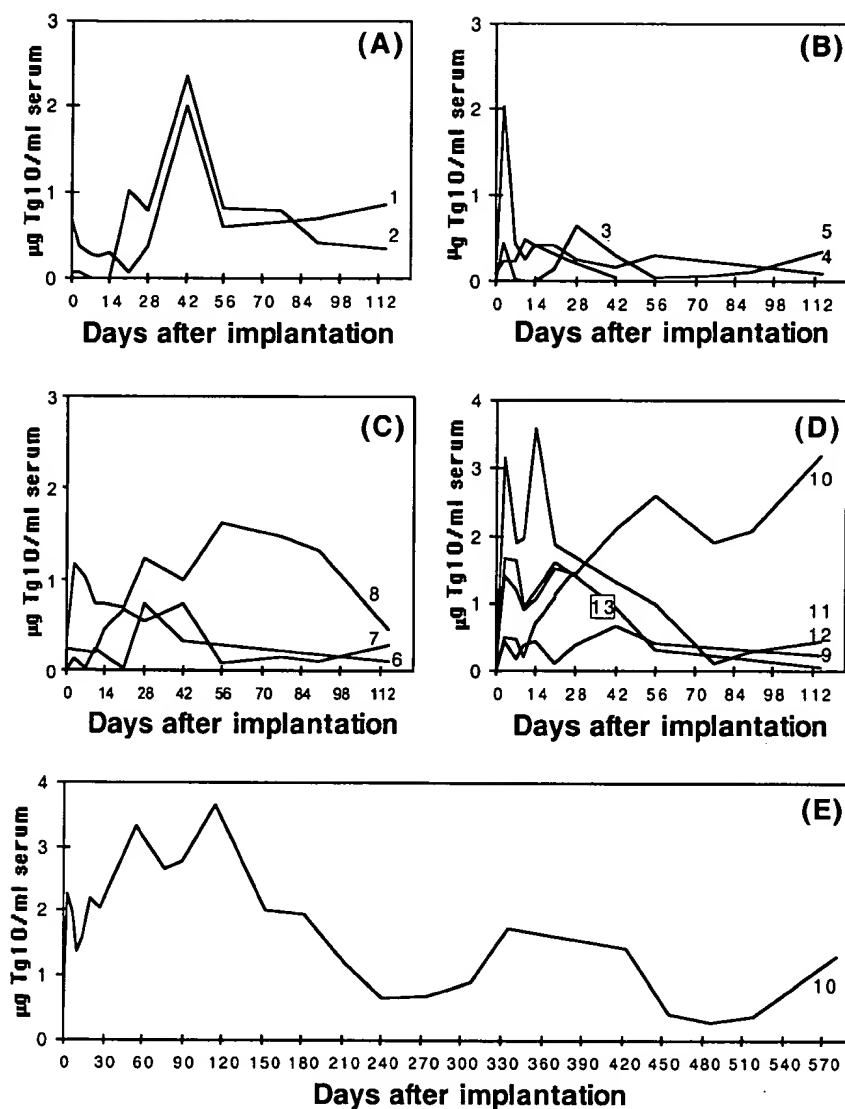 (A)
µg Tg10/ml serum
3
2
1
0
1
2
0 14 28 42 56 70 84 98 112
Days after implantation
(B)
µg Tg10/ml serum
3
2
1
0
3
5
4
0 14 28 42 56 70 84 98 112
Days after implantation
(C)
µg Tg10/ml serum
3
2
1
0
8
7
6
0 14 28 42 56 70 84 98 112
Days after implantation
(D)
µg Tg10/ml serum
4
3
2
1
0
10
13
11
12
9
0 14 28 42 56 70 84 98 112
Days after implantation
(E)
µg Tg10/ml serum
4
3
2
1
0
10
0 30 60 90 120 150 180 210 240 270 300 330 360 390 420 450 480 510 540 570
Days after implantation